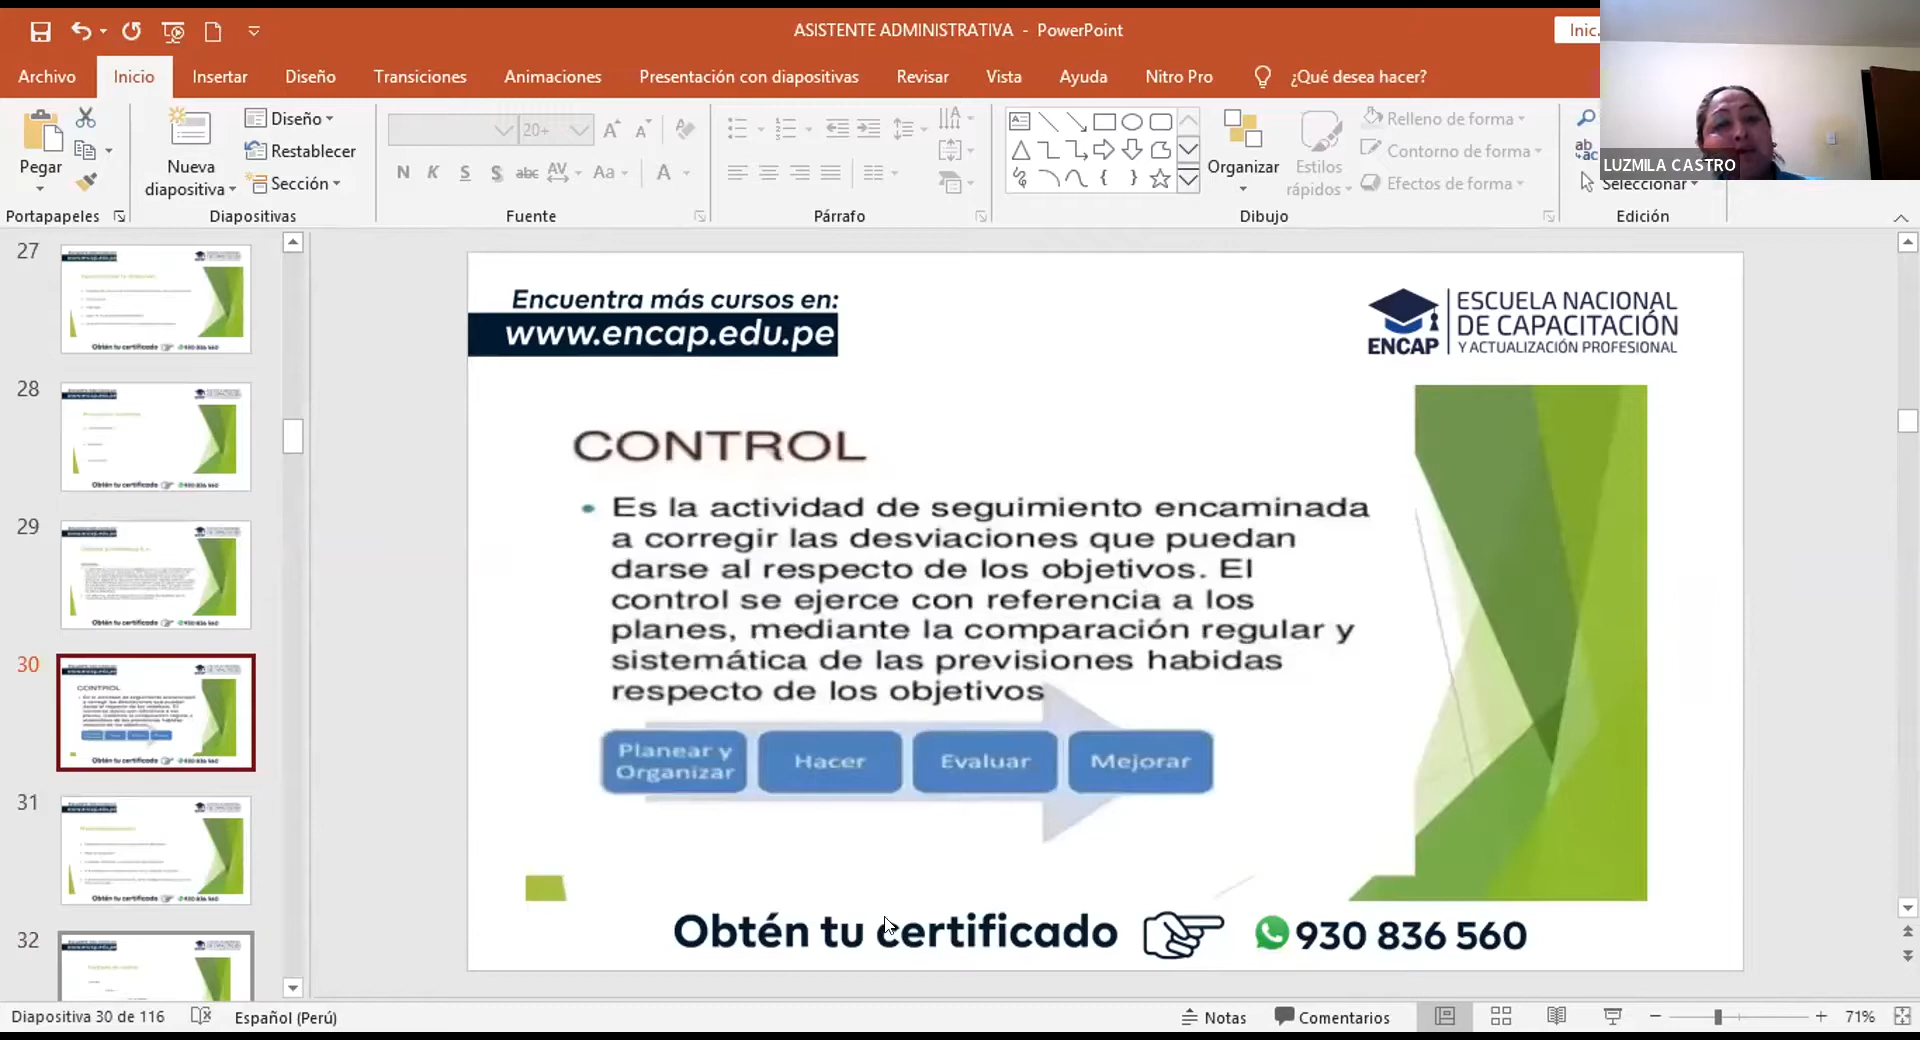 ASISTENTE ADMINISTRATIVA - PowerPoint
Inic.
Archivo
Inicio
Insertar
Diseño
Transiciones
Animaciones
Presentación con diapositivas
Revisar
Vista
Ayuda
Nitro Pro
¿Qué desea hacer?
LUZMILA CASTRO
Pegar
Nueva
diapositiva
Diseño
Restablecer
Sección
20+
N K S S abc AV Aa A
Organizar
Estilos
rápidos
Relleno de forma
Contorno de forma
Efectos de forma
Seleccionar
Portapapeles
Diapositivas
Fuente
Párrafo
Dibujo
Edición
27
28
29
30
31
32
Encuentra más cursos en:
www.encap.edu.pe
ENCAP
ESCUELA NACIONAL
DE CAPACITACIÓN
Y ACTUALIZACIÓN PROFESIONAL
CONTROL
• Es la actividad de seguimiento encaminada
a corregir las desviaciones que puedan
darse al respecto de los objetivos. El
control se ejerce con referencia a los
planes, mediante la comparación regular y
sistemática de las previsiones habidas
respecto de los objetivos
Planear y
Organizar
Hacer
Evaluar
Mejorar
Obtén tu certificado
930 836 560
Diapositiva 30 de 116
Español (Perú)
Notas
Comentarios
71%